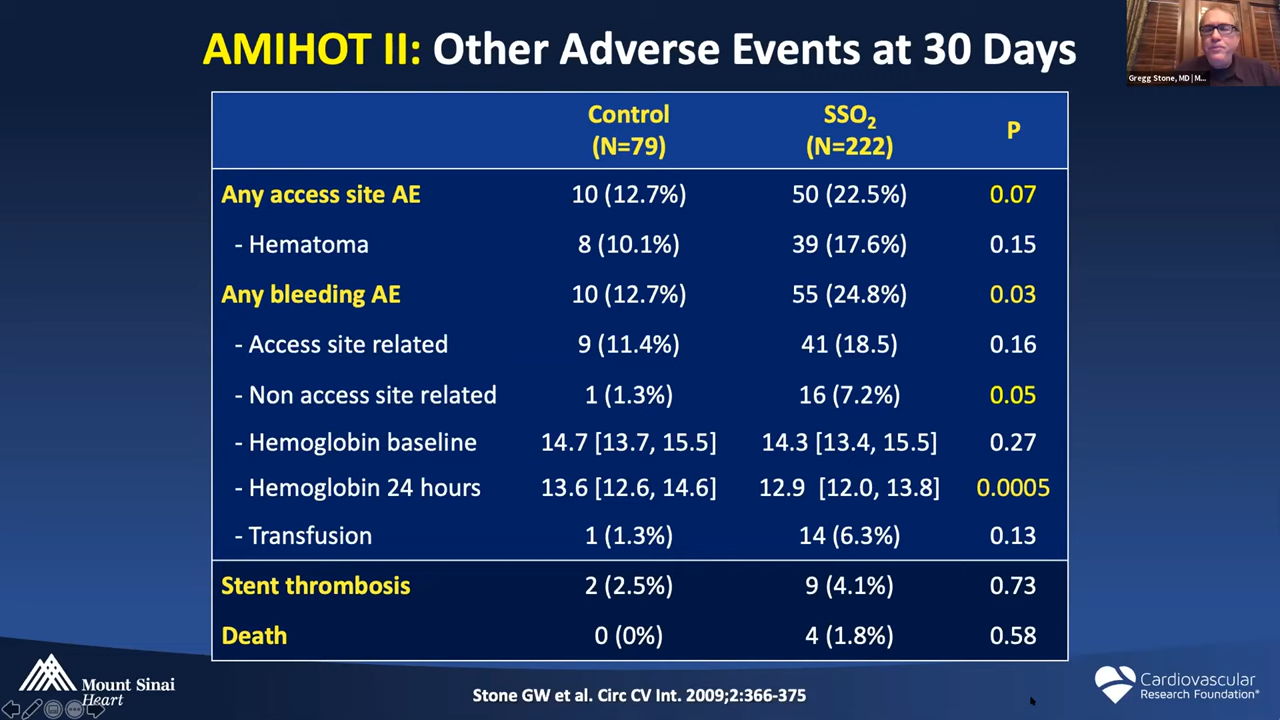 AMIHOT II: Other Adverse Events at 30 Days
Gregg Stone, MD | M...
Control (N=79) SSO₂ (N=222) P
Any access site AE 10 (12.7%) 50 (22.5%) 0.07
- Hematoma 8 (10.1%) 39 (17.6%) 0.15
Any bleeding AE 10 (12.7%) 55 (24.8%) 0.03
- Access site related 9 (11.4%) 41 (18.5) 0.16
- Non access site related 1 (1.3%) 16 (7.2%) 0.05
- Hemoglobin baseline 14.7 [13.7, 15.5] 14.3 [13.4, 15.5] 0.27
- Hemoglobin 24 hours 13.6 [12.6, 14.6] 12.9 [12.0, 13.8] 0.0005
- Transfusion 1 (1.3%) 14 (6.3%) 0.13
Stent thrombosis 2 (2.5%) 9 (4.1%) 0.73
Death 0 (0%) 4 (1.8%) 0.58
Mount Sinai
Heart
Stone GW et al. Circ CV Int. 2009;2:366-375
Cardiovascular
Research Foundation®